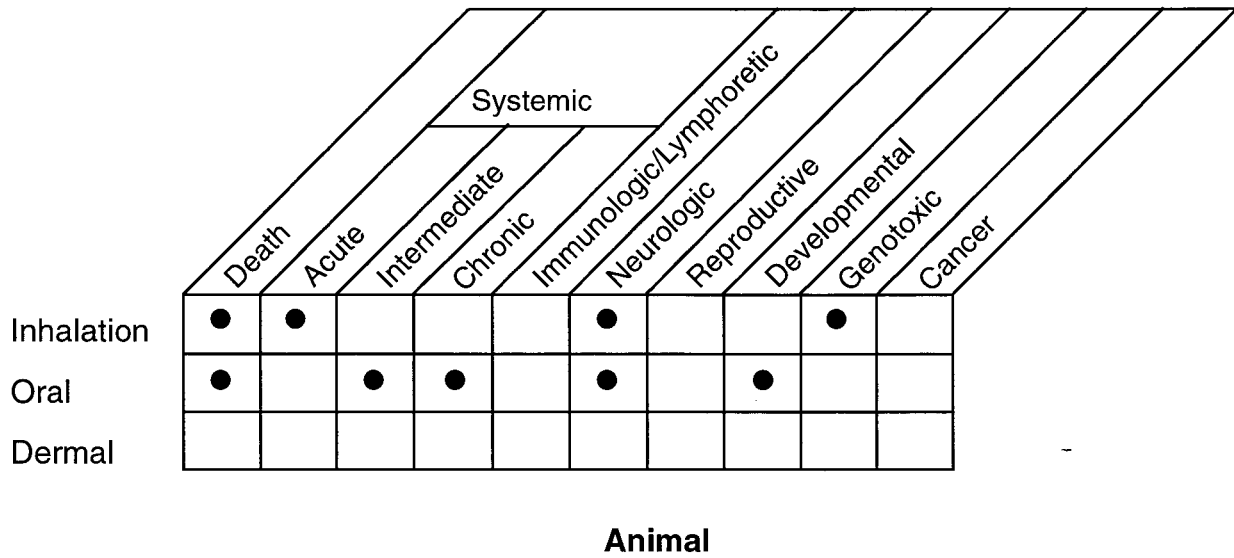 Systemic
Death
Acute
Intermediate
Chronic
Immunologic/Lymphoretic
Neurologic
Reproductive
Developmental
Genotoxic
Cancer
Inhalation
Oral
Dermal
Animal